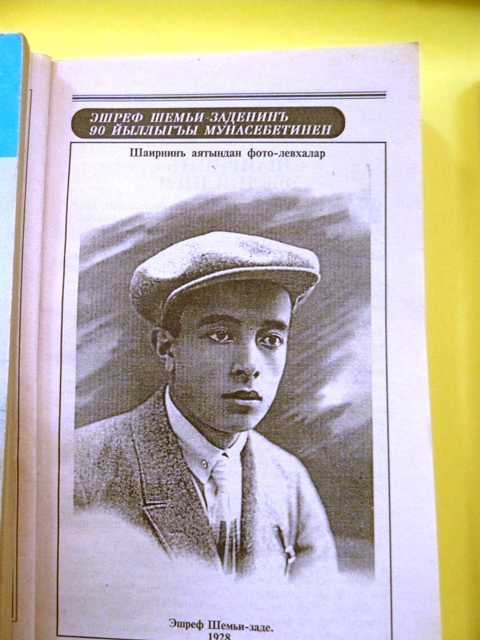 ЭШРЕФ ШЕМЬИ-ЗАДЕНИНЪ
90 ЙЫЛЛЫГЪЫ МУНАСЕБЕТИНЕН
Шаирнинъ аятындан фото-левхалар
Эшреф Шемьи-заде.
1928